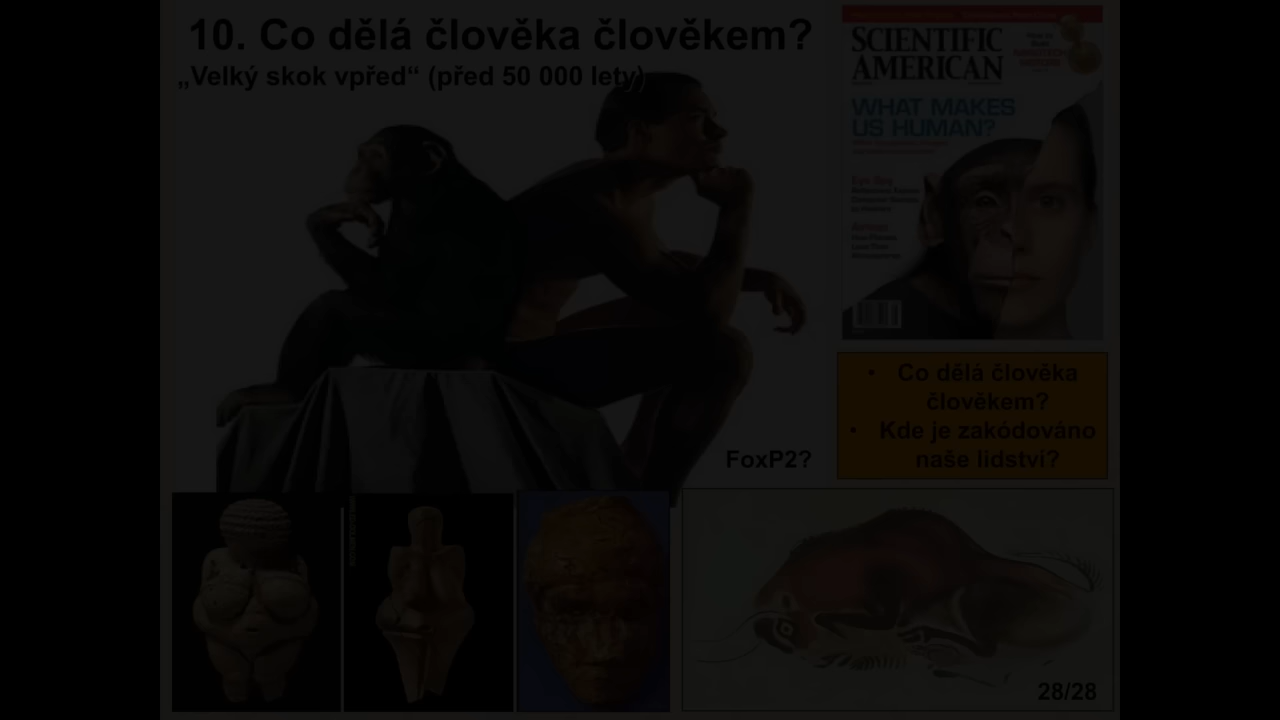 10. Co dělá člověka člověkem?
„Velký skok vpřed“ (před 50 000 lety)
SCIENTIFIC
AMERICAN
WHAT MAKES
US HUMAN?
• Co dělá člověka
člověkem?
• Kde je zakódováno
naše lidství?
FoxP2?
28/28